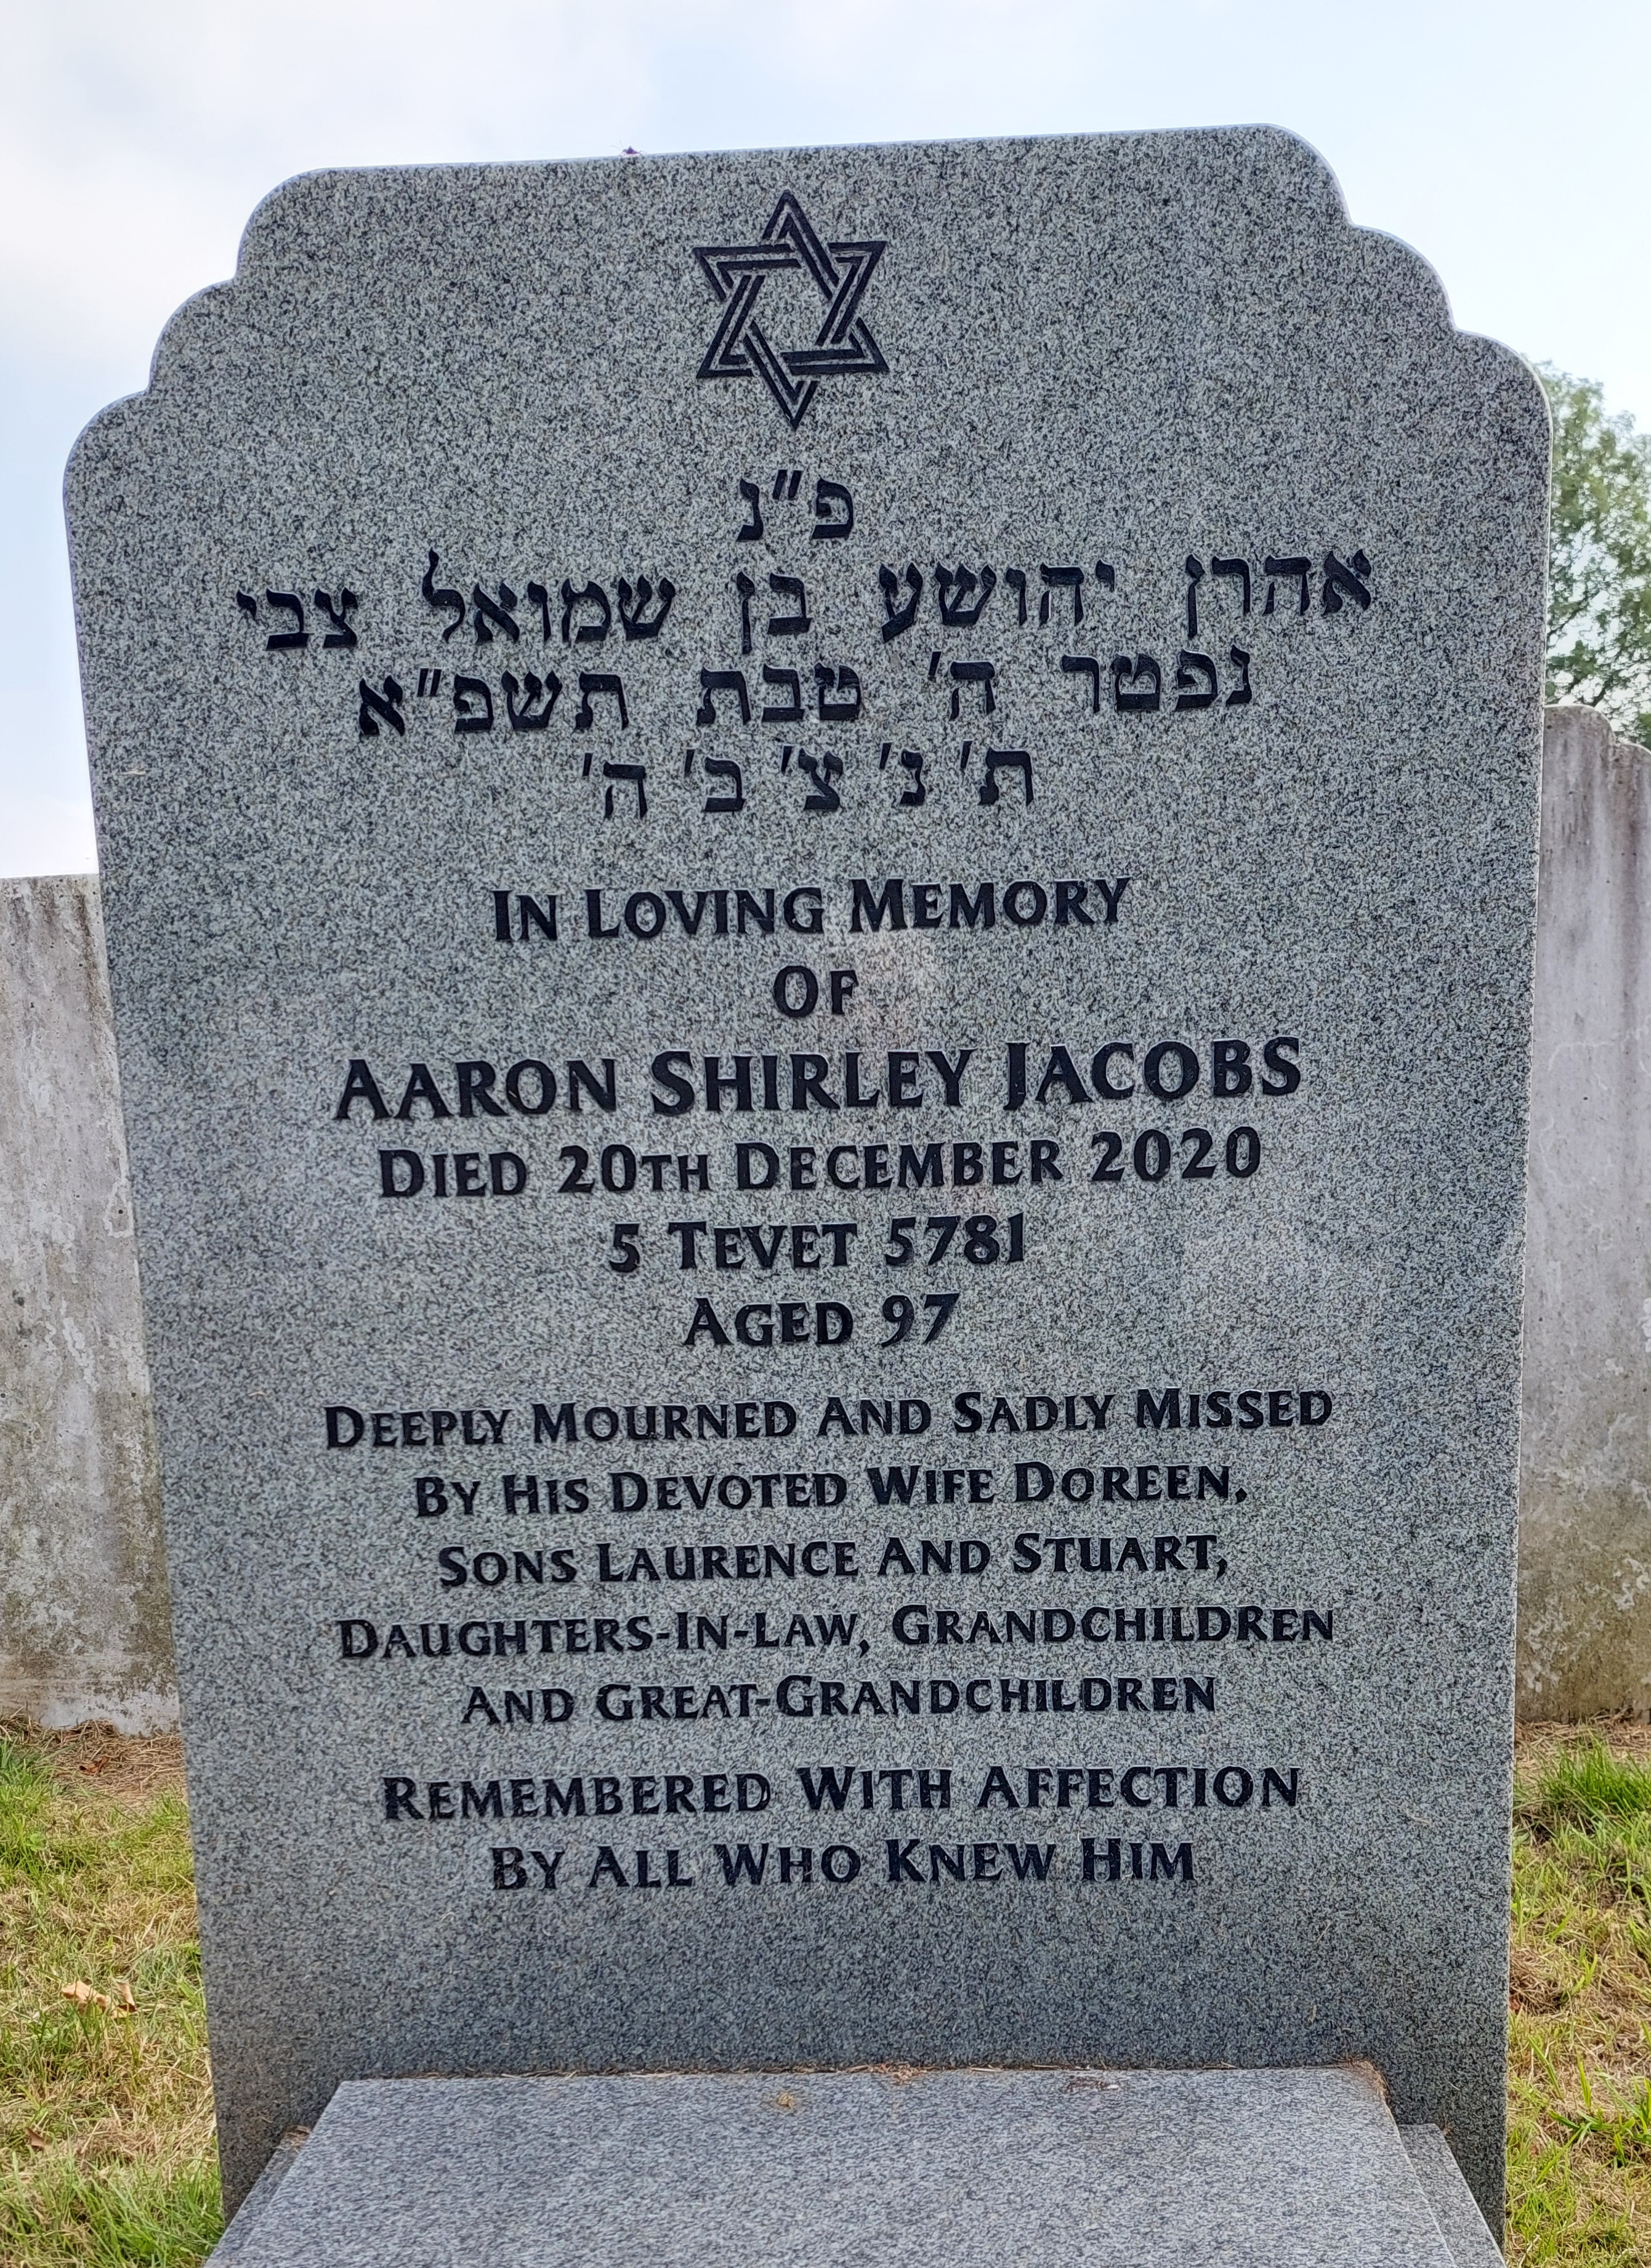 פ"נ
אהרן יהושע בן שמואל צבי
נפטר ה' טבת תשפ"א
ת' נ' צ' ב' ה'
IN LOVING MEMORY
OF
AARON SHIRLEY JACOBS
DIED 20TH DECEMBER 2020
5 TEVET 5781
AGED 97
DEEPLY MOURNED AND SADLY MISSED
BY HIS DEVOTED WIFE DOREEN,
SONS LAURENCE AND STUART,
DAUGHTERS-IN-LAW, GRANDCHILDREN
AND GREAT-GRANDCHILDREN
REMEMBERED WITH AFFECTION
BY ALL WHO KNEW HIM